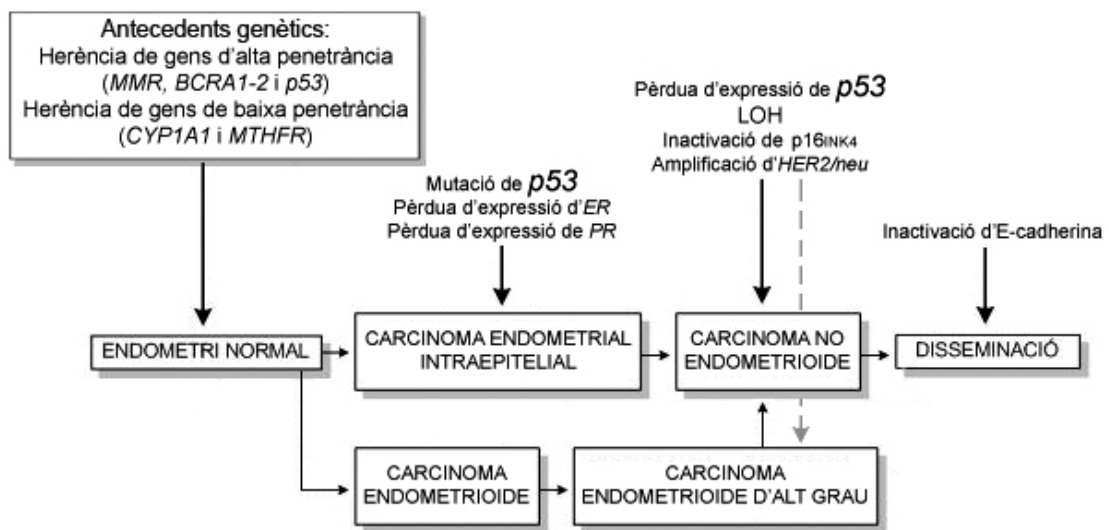 Antecedents genètics:
Herència de gens d'alta penetrància
(MMR, BCRA1-2 i p53)
Herència de gens de baixa penetrància
(CYP1A1 i MTHFR)
Pèrdua d'expressió de p53
LOH
Inactivació de p16INK4
Amplificació d'HER2/neu
Mutació de p53
Pèrdua d'expressió d'ER
Pèrdua d'expressió de PR
Inactivació d'E-cadherina
ENDOMETRI NORMAL
CARCINOMA ENDOMETRIAL
INTRAEPITELIAL
CARCINOMA NO
ENDOMETRIOIDE
DISSEMINACIÓ
CARCINOMA
ENDOMETRIOIDE
CARCINOMA
ENDOMETRIOIDE D'ALT GRAU